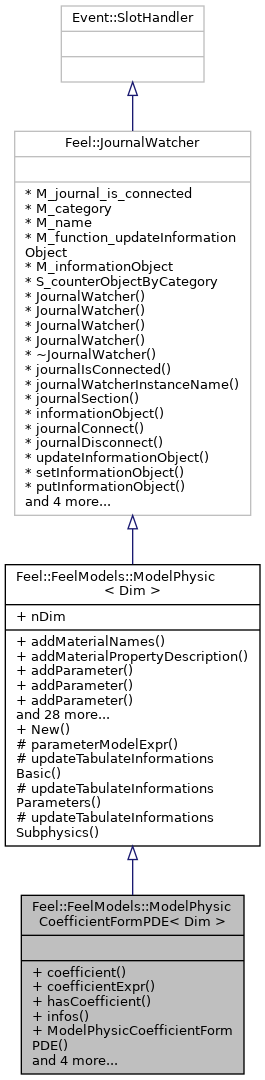 Event::SlotHandler
Feel::JournalWatcher
* M_journal_is_connected
* M_category
* M_name
* M_function_updateInformation
Object
* M_informationObject
* S_counterObjectByCategory
* JournalWatcher()
* JournalWatcher()
* JournalWatcher()
* JournalWatcher()
* ~JournalWatcher()
* journalIsConnected()
* journalWatcherInstanceName()
* journalSection()
* informationObject()
* journalConnect()
* journalDisconnect()
* updateInformationObject()
* setInformationObject()
* putInformationObject()
and 4 more...
Feel::FeelModels::ModelPhysic
< Dim >
+ nDim
+ addMaterialNames()
+ addMaterialPropertyDescription()
+ addParameter()
+ addParameter()
+ addParameter()
and 28 more...
+ New()
# parameterModelExpr()
# updateTabulateInformations
Basic()
# updateTabulateInformations
Parameters()
# updateTabulateInformations
Subphysics()
Feel::FeelModels::ModelPhysic
CoefficientFormPDE< Dim >
+ coefficient()
+ coefficientExpr()
+ hasCoefficient()
+ infos()
+ ModelPhysicCoefficientForm
PDE()
and 4 more...